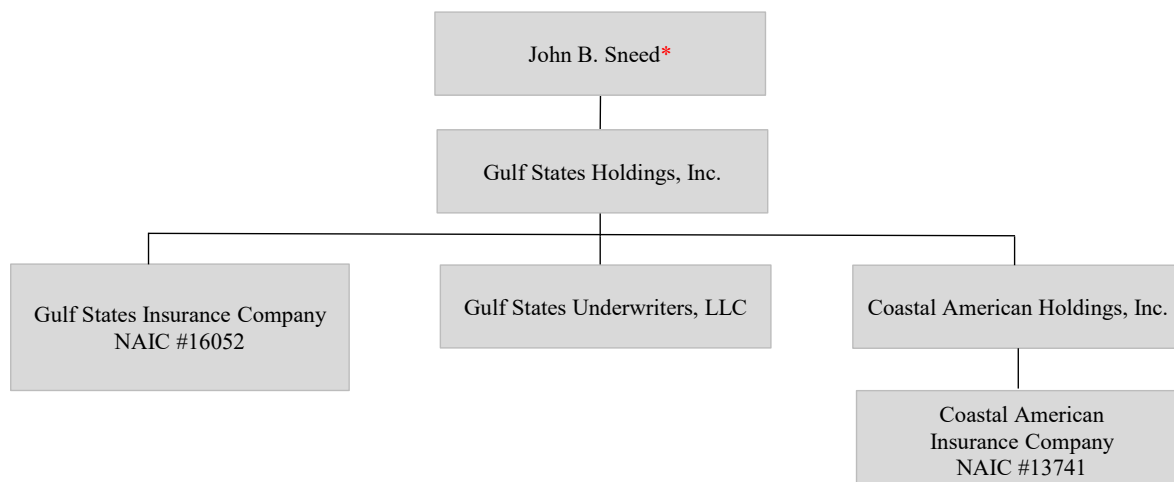 John B. Sneed*
Gulf States Holdings, Inc.
Gulf States Insurance Company
NAIC #16052
Gulf States Underwriters, LLC
Coastal American Holdings, Inc.
Coastal American
Insurance Company
NAIC #13741